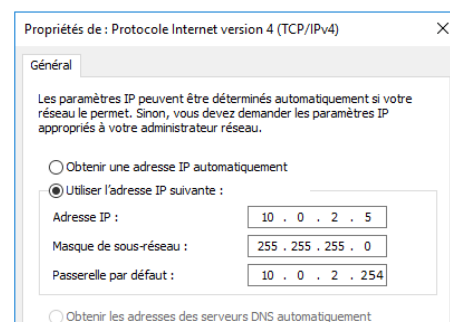 Propriétés de : Protocole Internet version 4 (TCP/IPv4)
Général
Les paramètres IP peuvent être déterminés automatiquement si votre
réseau le permet. Sinon, vous devez demander les paramètres IP
appropriés à votre administrateur réseau.
Obtenir une adresse IP automatiquement
Utiliser l'adresse IP suivante :
Adresse IP : 10 . 0 . 2 . 5
Masque de sous-réseau : 255 . 255 . 255 . 0
Passerelle par défaut : 10 . 0 . 2 . 254
Obtenir les adresses des serveurs DNS automatiquement